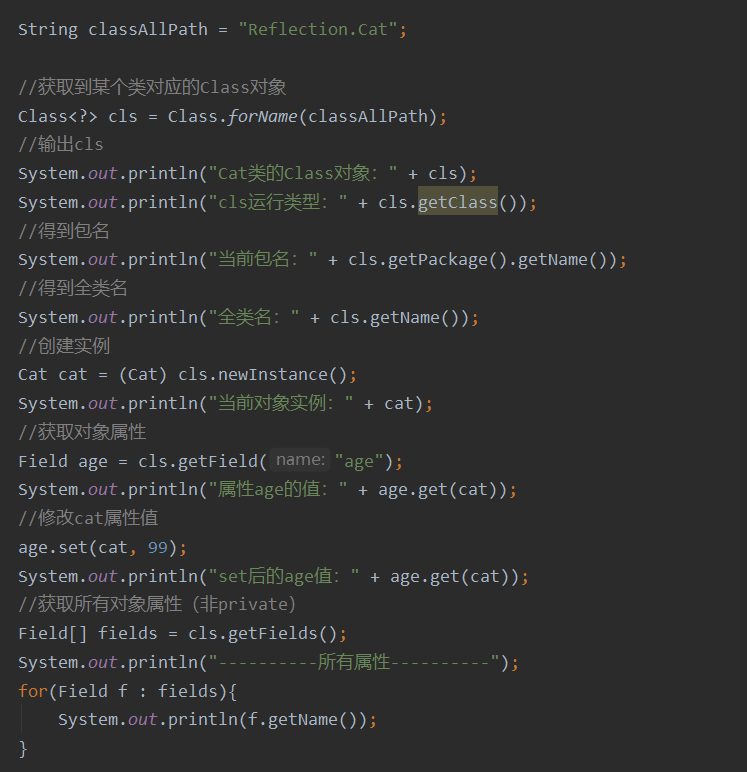 String classAllPath = "Reflection.Cat";
//获取到某个类对应的Class对象
Class<?> cls = Class.forName(classAllPath);
//输出cls
System.out.println("Cat类的Class对象：" + cls);
System.out.println("cls运行类型：" + cls.getClass());
//得到包名
System.out.println("当前包名：" + cls.getPackage().getName());
//得到全类名
System.out.println("全类名：" + cls.getName());
//创建实例
Cat cat = (Cat) cls.newInstance();
System.out.println("当前对象实例：" + cat);
//获取对象属性
Field age = cls.getField( name: "age");
System.out.println("属性age的值：" + age.get(cat));
//修改cat属性值
age.set(cat, 99);
System.out.println("set后的age值：" + age.get(cat));
//获取所有对象属性（非private）
Field[] fields = cls.getFields();
System.out.println("----------所有属性----------");
for(Field f : fields){
    System.out.println(f.getName());
}